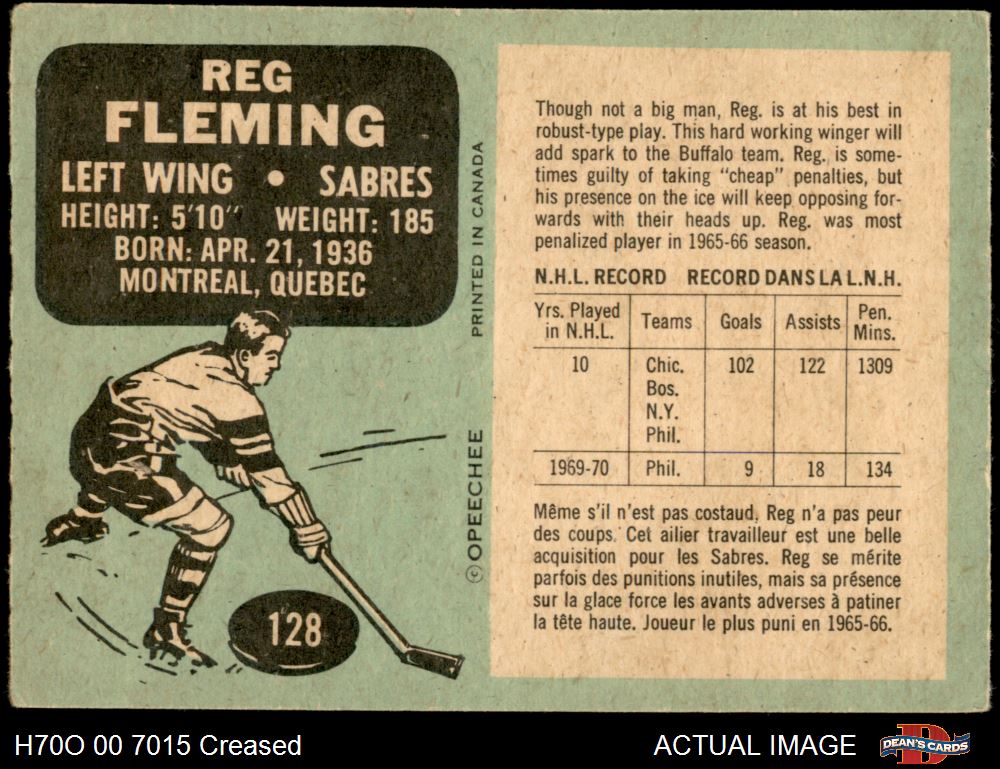 REG
FLEMING
LEFT WING • SABRES
HEIGHT: 5'10" WEIGHT: 185
BORN: APR. 21, 1936
MONTREAL, QUEBEC
128
© OPEECHEE PRINTED IN CANADA
Though not a big man, Reg. is at his best in
robust-type play. This hard working winger will
add spark to the Buffalo team. Reg. is some-
times guilty of taking "cheap" penalties, but
his presence on the ice will keep opposing for-
wards with their heads up. Reg. was most
penalized player in 1965-66 season.
N.H.L. RECORD RECORD DANS LA L.N.H.
Yrs. Played in N.H.L. Teams Goals Assists Pen. Mins.
10 Chic. 102 122 1309
Bos.
N.Y.
Phil.
1969-70 Phil. 9 18 134
Même s'il n'est pas costaud, Reg n'a pas peur
des coups. Cet ailier travailleur est une belle
acquisition pour les Sabres. Reg se mérite
parfois des punitions inutiles, mais sa présence
sur la glace force les avants adverses à patiner
la tête haute. Joueur le plus puni en 1965-66.
H70O 00 7015 Creased
ACTUAL IMAGE
DEAN'S CARDS